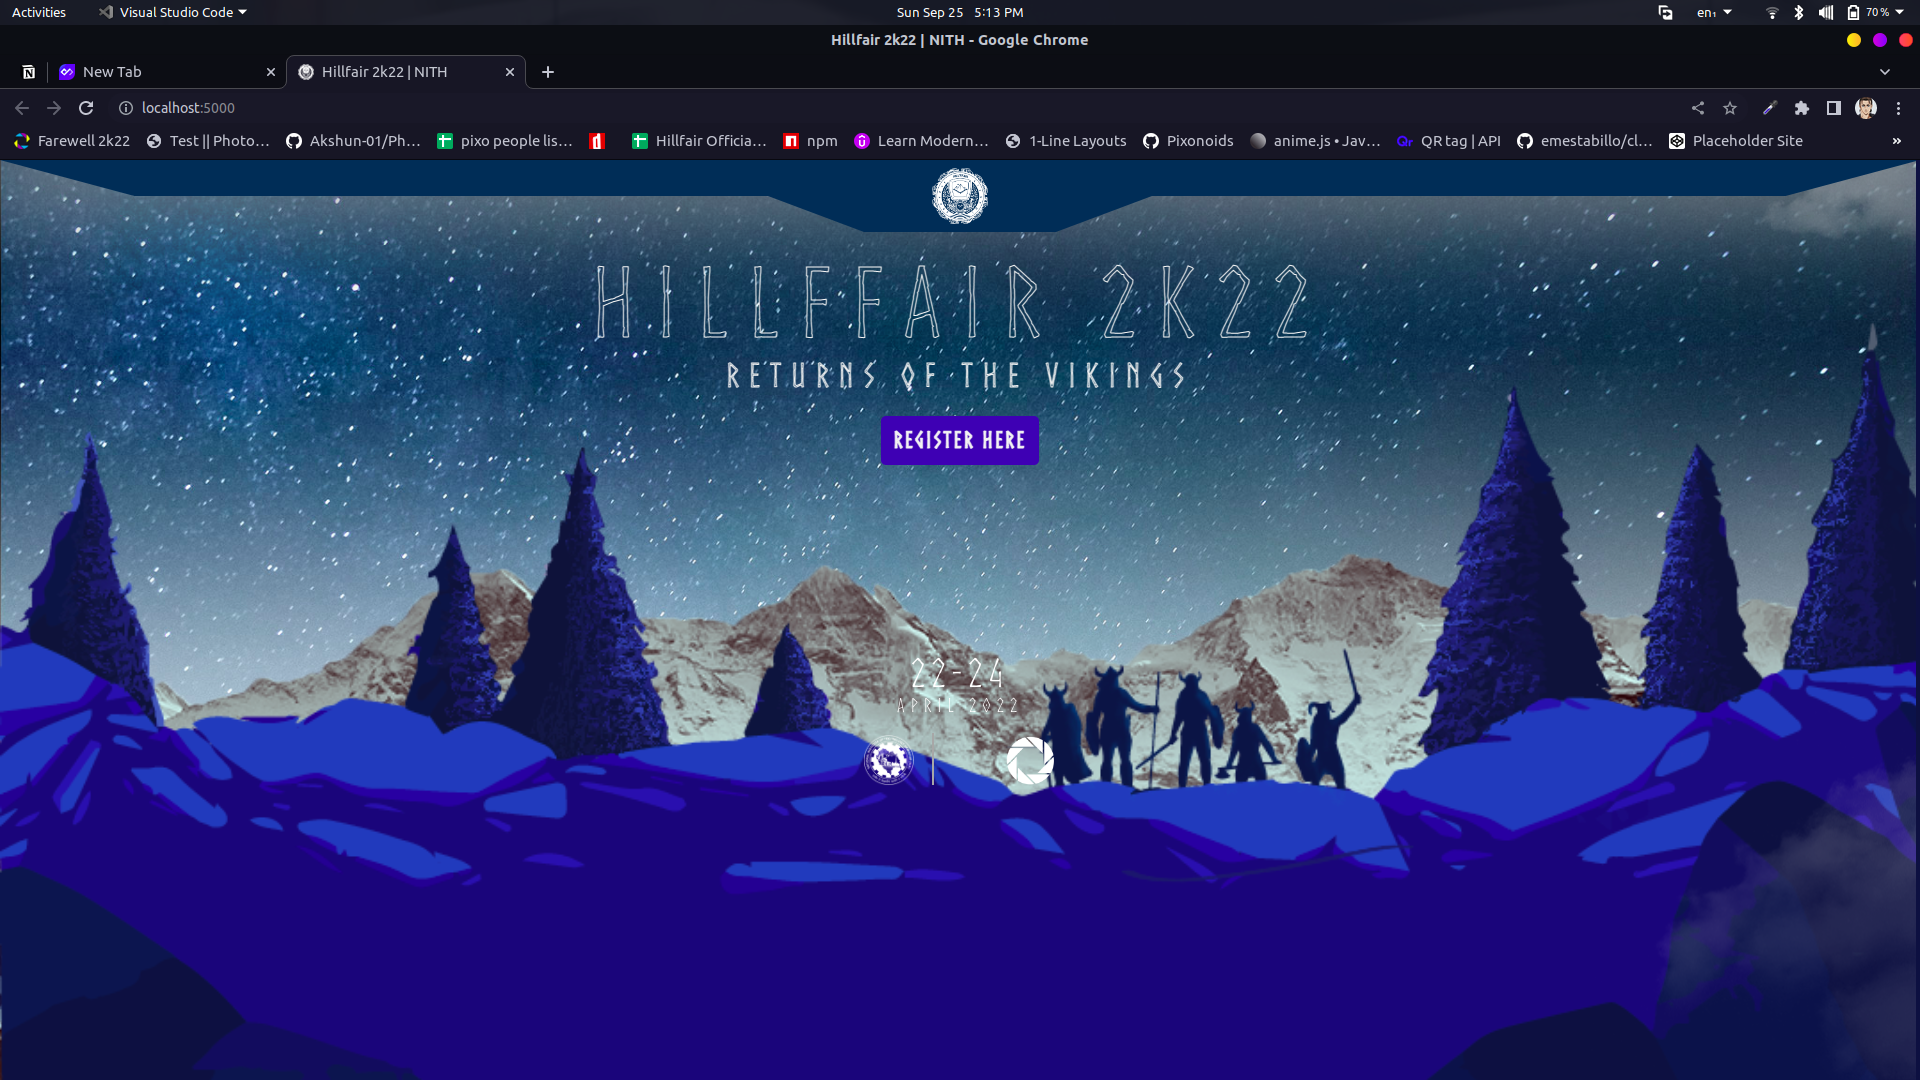 Activities
Visual Studio Code
Sun Sep 25 5:13 PM
en₁
70 %
Hillfair 2k22 | NITH - Google Chrome
New Tab
Hillfair 2k22 | NITH
localhost:5000
Farewell 2k22
Test || Photo…
Akshun-01/Ph…
pixo people lis…
Hillfair Officia…
npm
Learn Modern…
1-Line Layouts
Pixonoids
anime.js • Jav…
QR tag | API
emestabillo/cl…
Placeholder Site
»
HILLFFAIR 2K22
RETURNS OF THE VIKINGS
REGISTER HERE
22-24
APRIL 2022